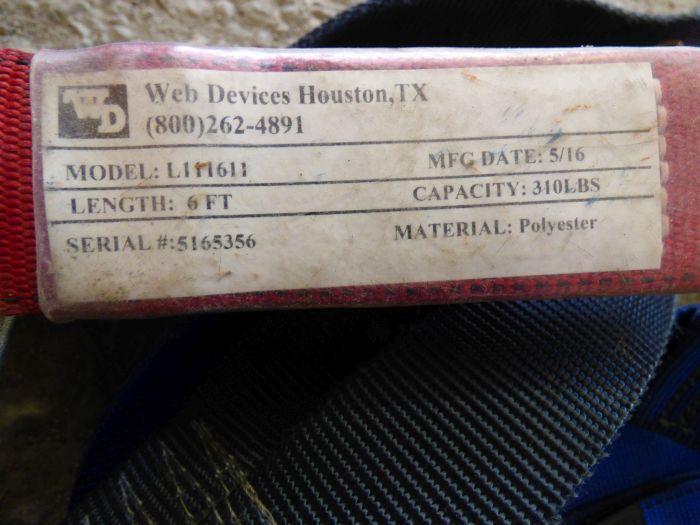 WD
Web Devices Houston,TX
(800)262-4891
MODEL: L111611 MFG DATE: 5/16
LENGTH: 6 FT CAPACITY: 310LBS
SERIAL #:5165356 MATERIAL: Polyester